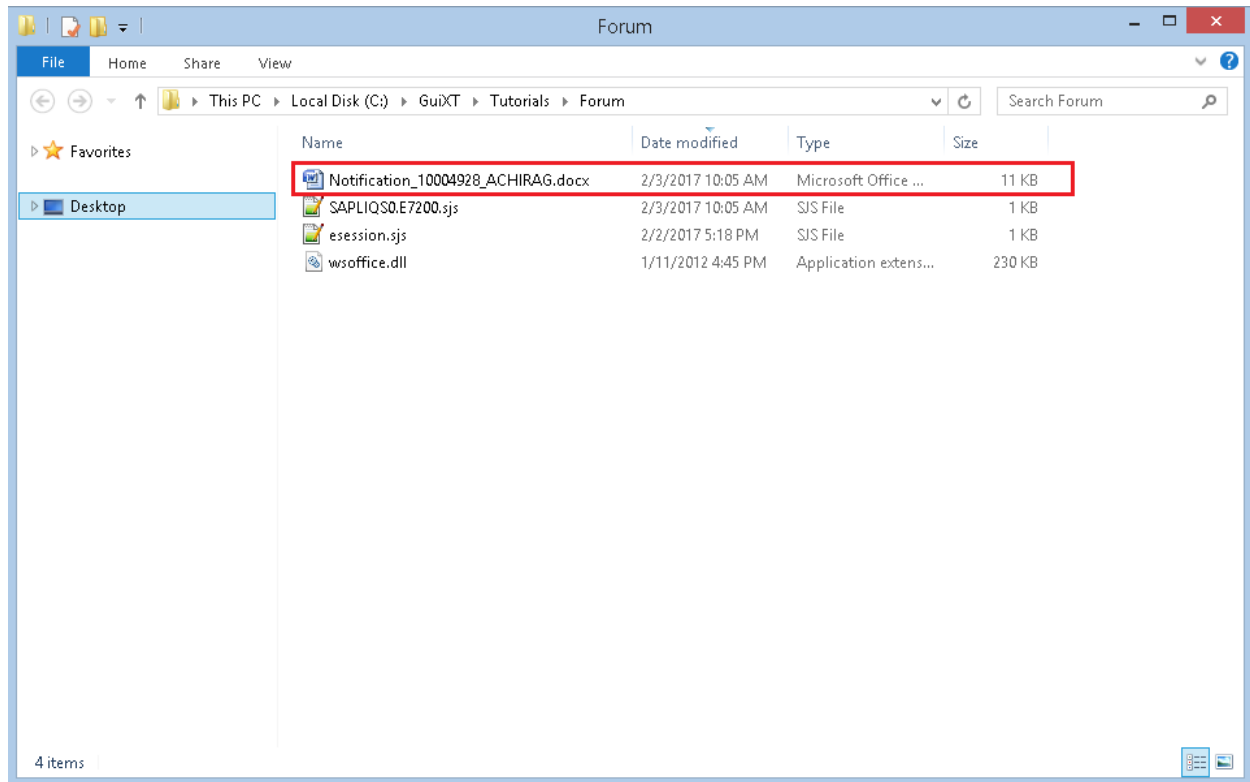 Forum
File Home Share View
This PC Local Disk (C:) GuiXT Tutorials Forum Search Forum
Favorites
Desktop
Name Date modified Type Size
Notification_10004928_ACHIRAG.docx 2/3/2017 10:05 AM Microsoft Office ... 11 KB
SAPLIQS0.E7200.sjs 2/3/2017 10:05 AM SJS File 1 KB
esession.sjs 2/2/2017 5:18 PM SJS File 1 KB
wsoffice.dll 1/11/2012 4:45 PM Application extens... 230 KB
4 items